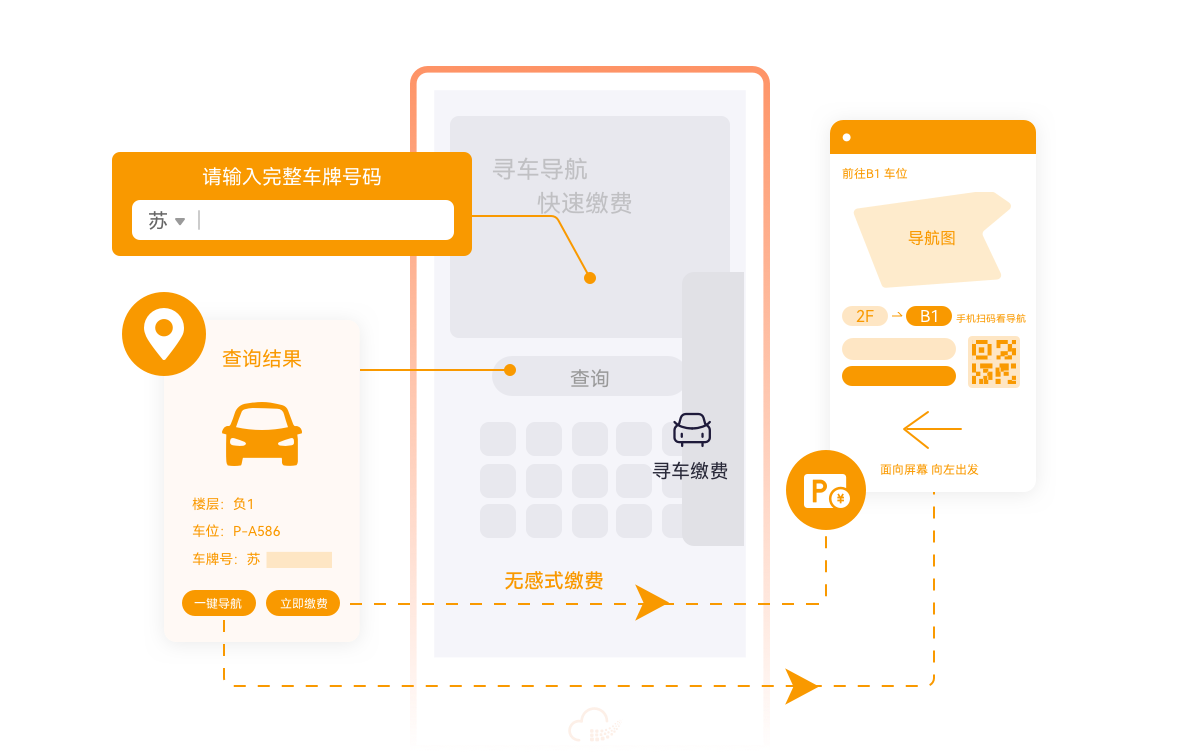 请输入完整车牌号码
苏
查询结果
楼层：负1
车位：P-A586
车牌号：苏
一键导航
立即缴费
寻车导航
快速缴费
查询
寻车缴费
无感式缴费
前往B1 车位
导航图
2F
B1
手机扫码看导航
面向屏幕 向左出发
P
¥